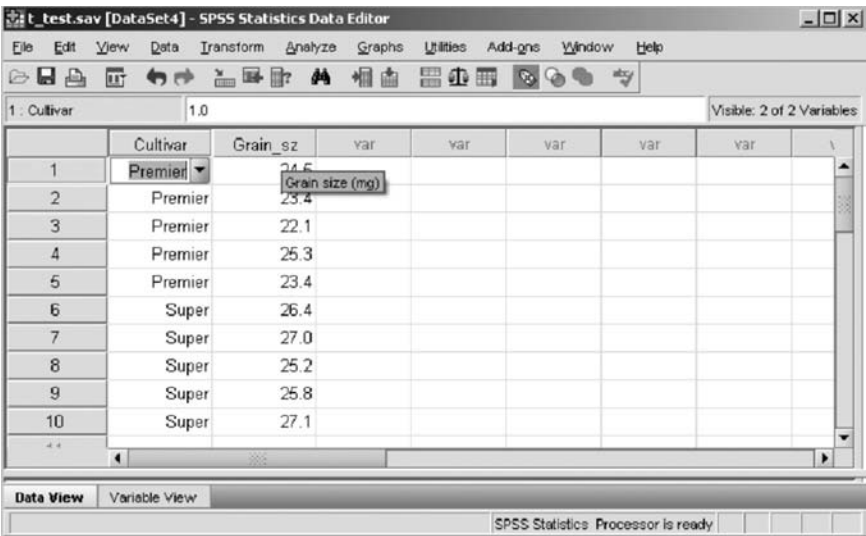 t_test.sav [DataSet4] - SPSS Statistics Data Editor
File Edit View Data Transform Analyze Graphs Utilities Add-ons Window Help
1 : Cultivar 1.0 Visible: 2 of 2 Variables
Cultivar Grain_sz var var var var var
1 Premier
Grain size (mg)
2 Premier 23.4
3 Premier 22.1
4 Premier 25.3
5 Premier 23.4
6 Super 26.4
7 Super 27.0
8 Super 25.2
9 Super 25.8
10 Super 27.1
Data View Variable View
SPSS Statistics Processor is ready